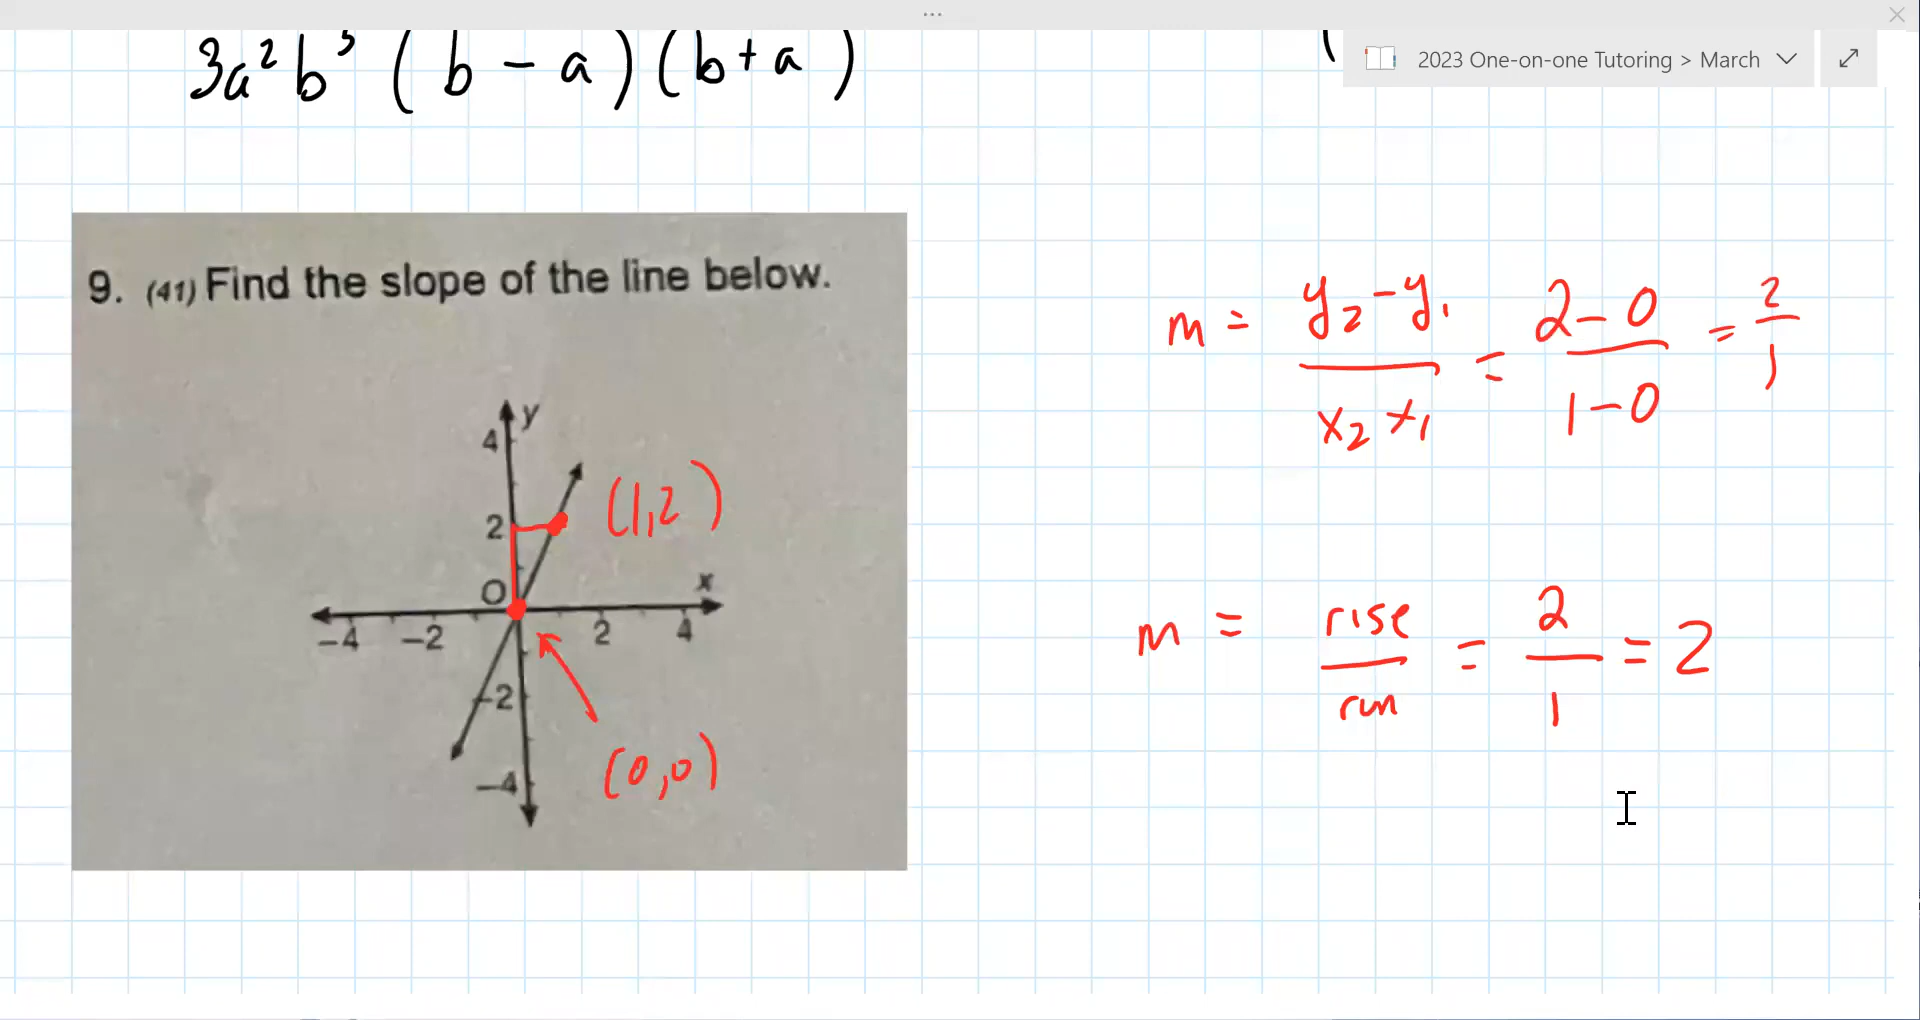 3a²b³ (b - a)(b + a)
2023 One-on-one Tutoring > March
9. (41) Find the slope of the line below.
y
4
2
O
x
-4 -2 2 4
-2
-4
(1,2)
(0,0)
m = y₂ - y₁ / x₂ x₁ = 2 - 0 / 1 - 0 = 2 / 1
m = rise / run = 2 / 1 = 2